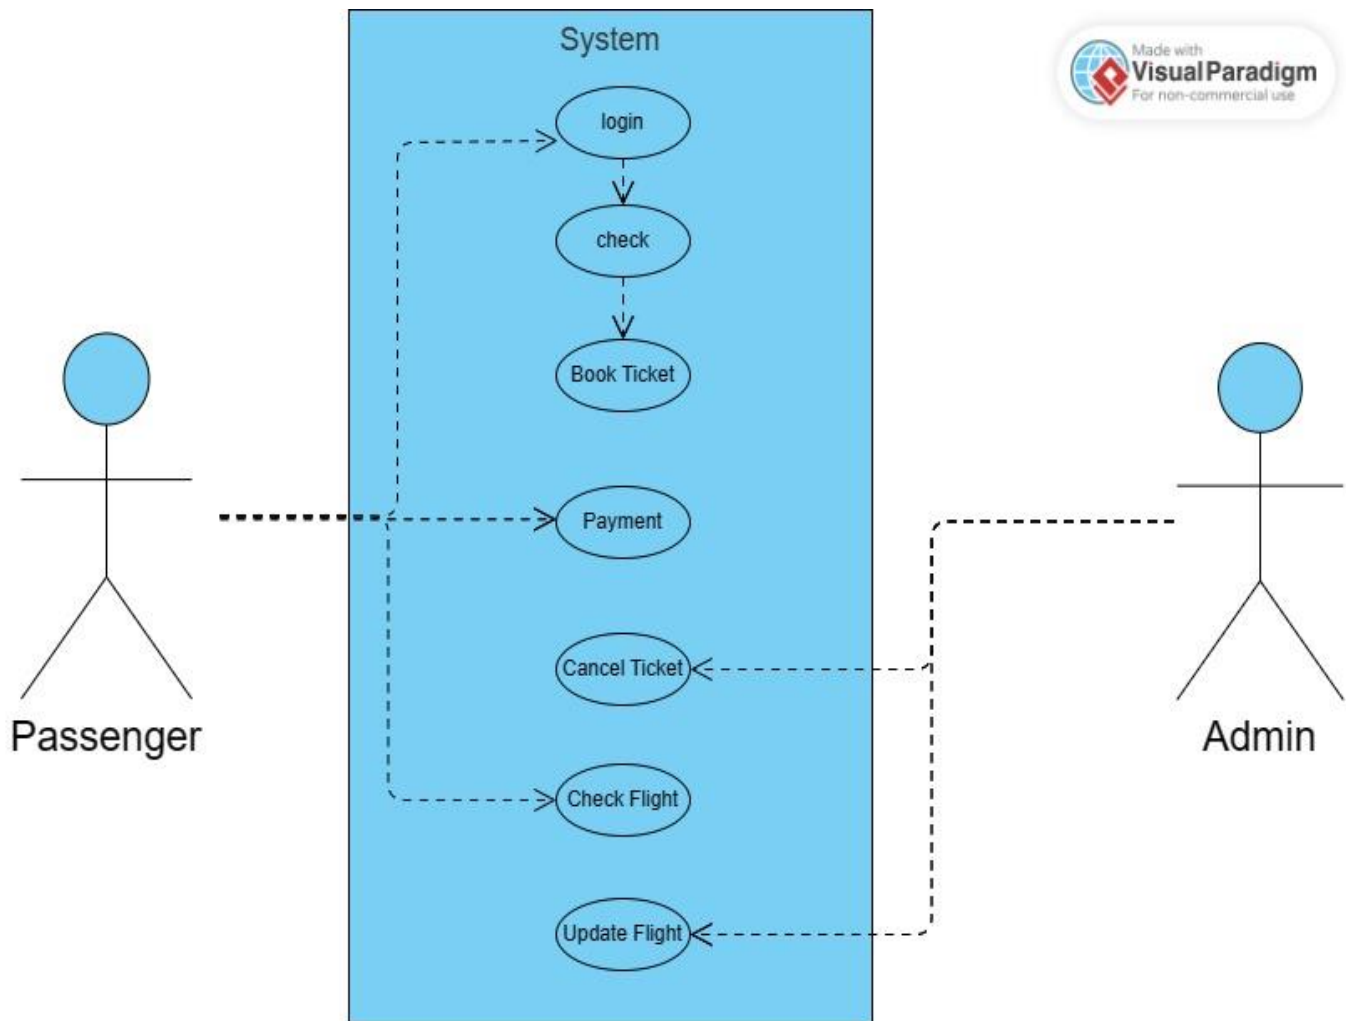 System
Made with
Visual Paradigm
For non-commercial use
login
check
Book Ticket
Payment
Cancel Ticket
Passenger
Admin
Check Flight
Update Flight